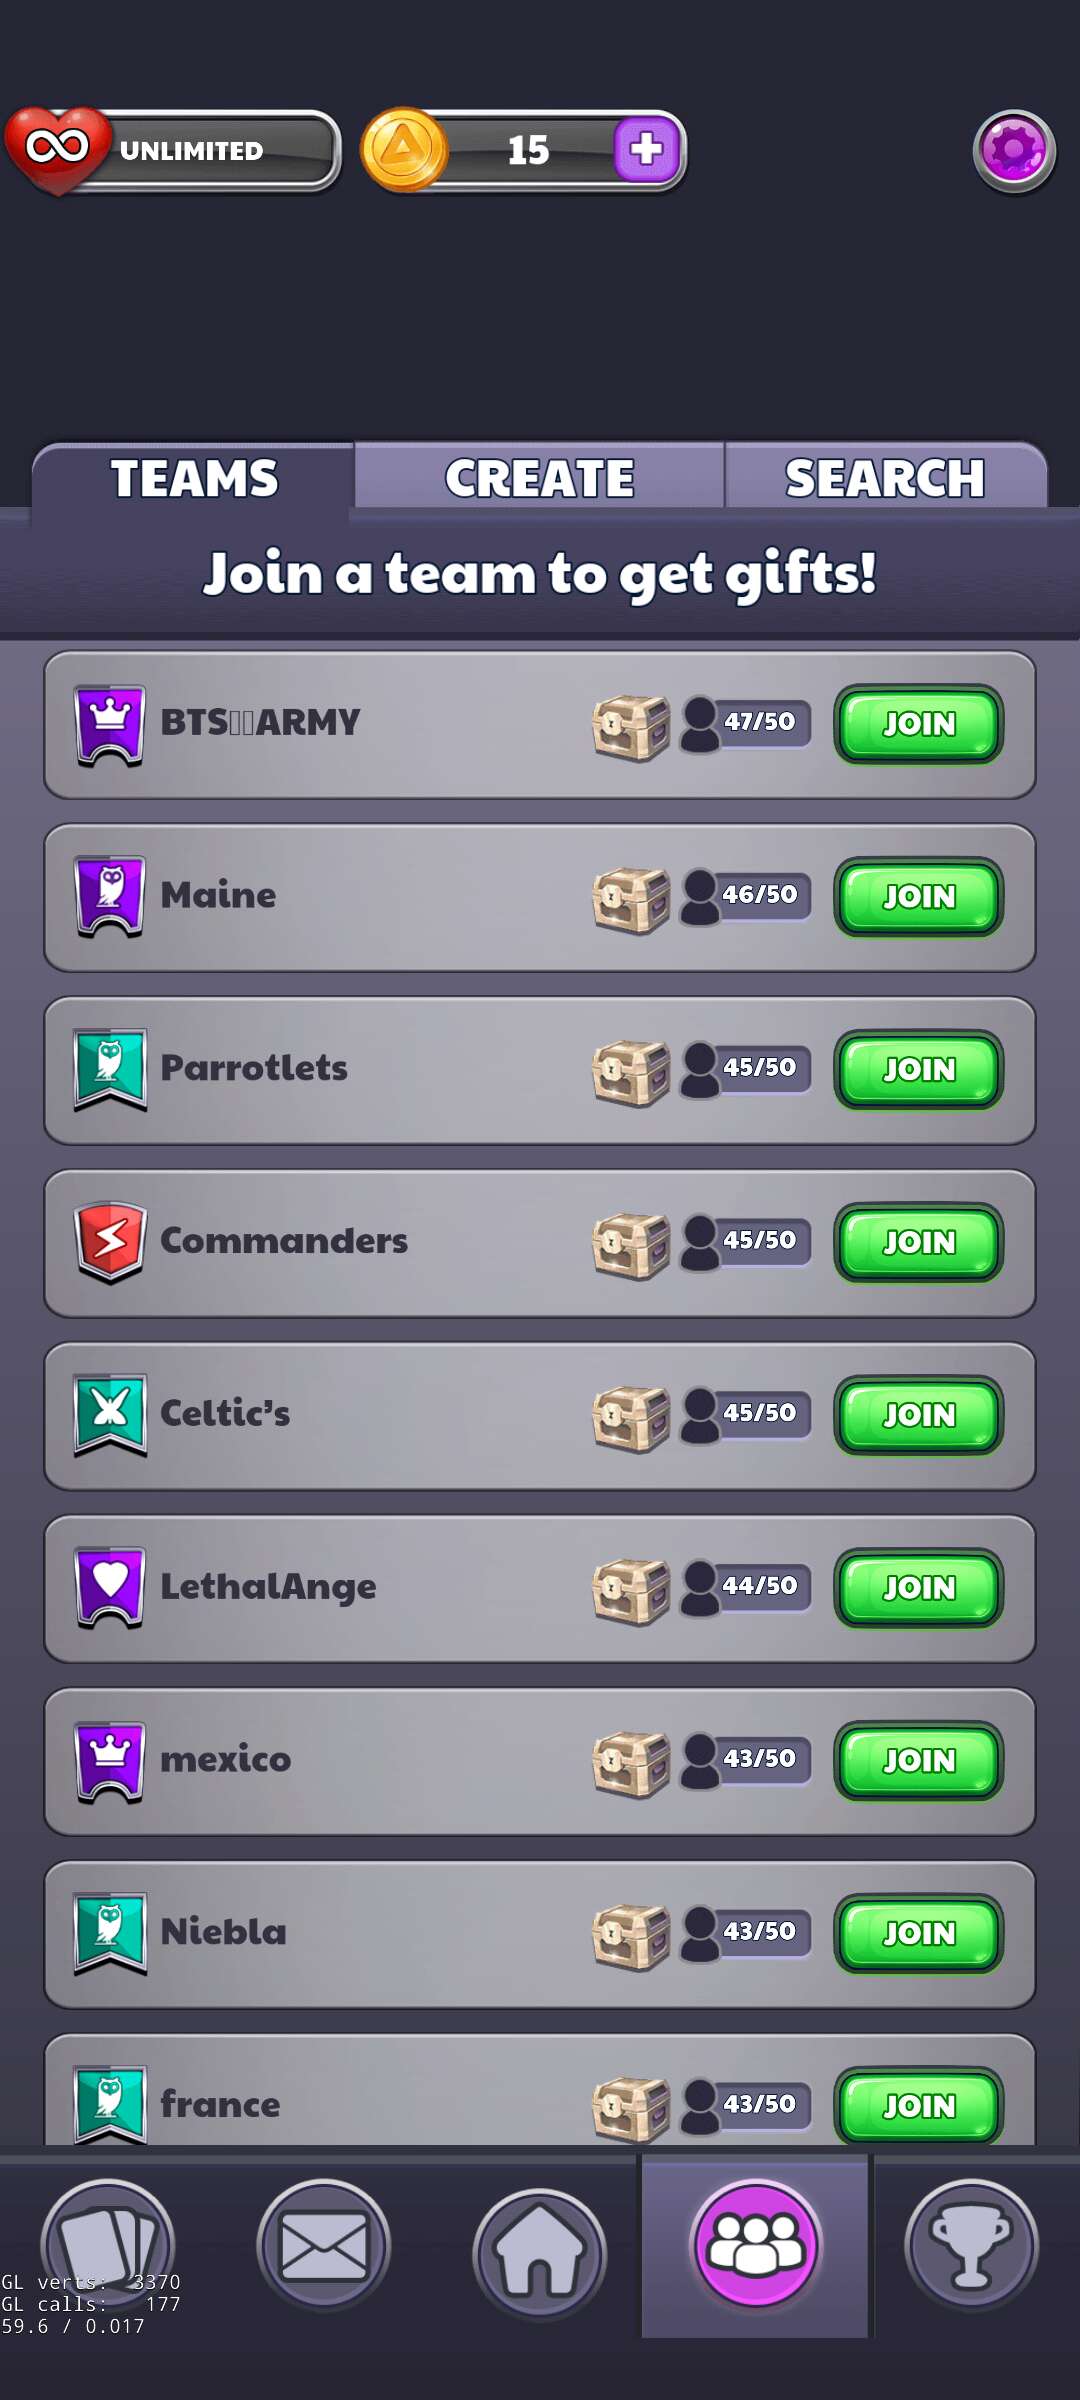 UNLIMITED
15
TEAMS CREATE SEARCH
Join a team to get gifts!
BTS▯▯ARMY 47/50 JOIN
Maine 46/50 JOIN
Parrotlets 45/50 JOIN
Commanders 45/50 JOIN
Celtic’s 45/50 JOIN
LethalAnge 44/50 JOIN
mexico 43/50 JOIN
Niebla 43/50 JOIN
france 43/50 JOIN
GL verts: 3370
GL calls: 177
59.6 / 0.017